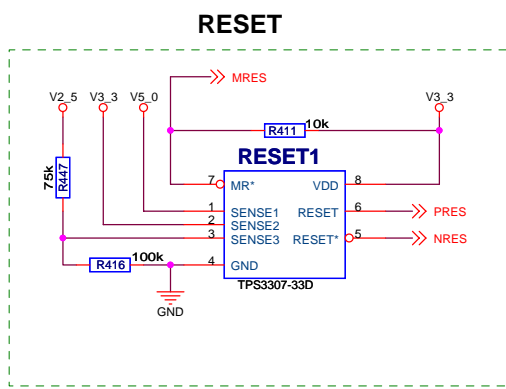 RESET
MRES
V2_5
V3_3
V5_0
V3_3
R411
10k
RESET1
75k
R447
7
MR*
VDD
8
1
SENSE1
RESET
6
PRES
2
SENSE2
3
SENSE3
RESET*
5
NRES
R416
100k
4
GND
TPS3307-33D
GND